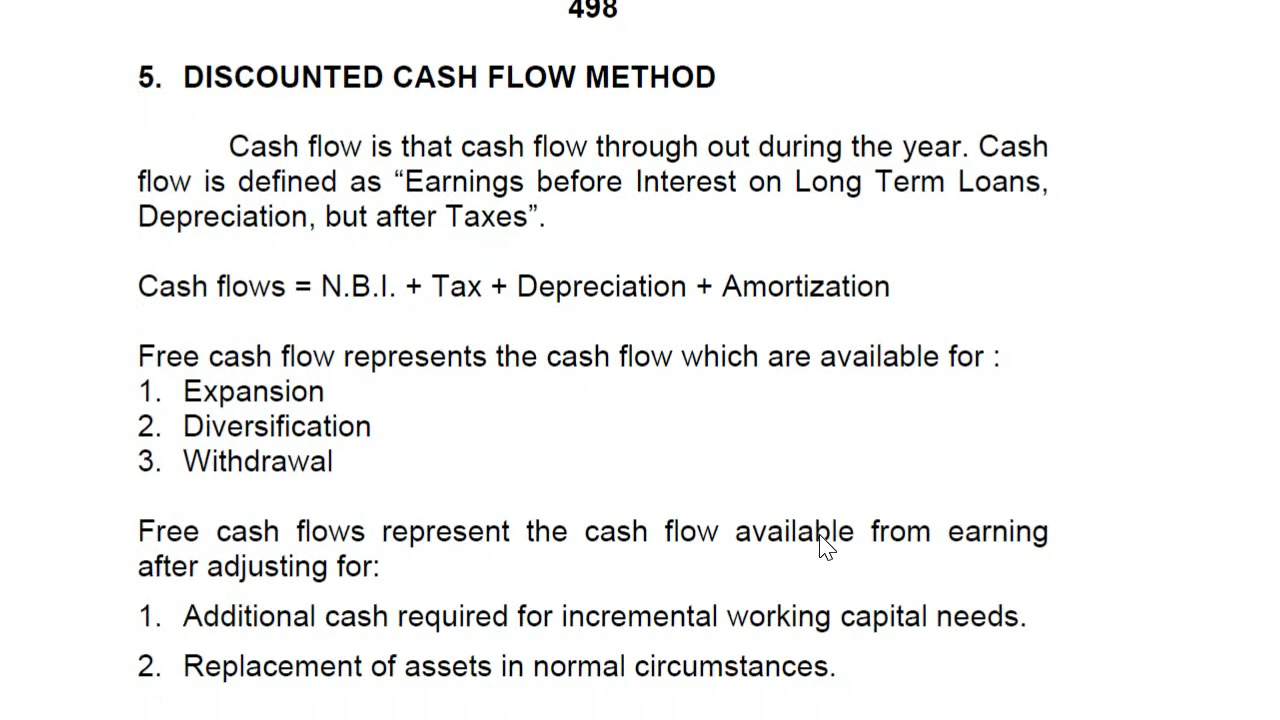 498
5. DISCOUNTED CASH FLOW METHOD
Cash flow is that cash flow through out during the year. Cash
flow is defined as “Earnings before Interest on Long Term Loans,
Depreciation, but after Taxes”.
Cash flows = N.B.I. + Tax + Depreciation + Amortization
Free cash flow represents the cash flow which are available for :
1. Expansion
2. Diversification
3. Withdrawal
Free cash flows represent the cash flow available from earning
after adjusting for:
1. Additional cash required for incremental working capital needs.
2. Replacement of assets in normal circumstances.